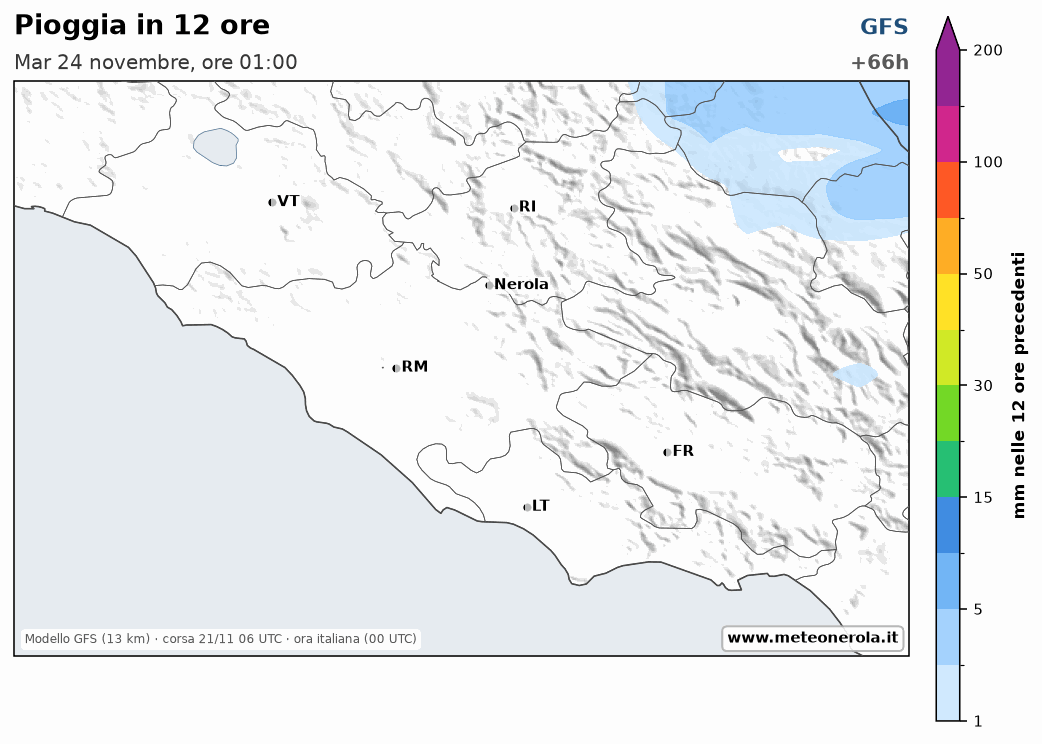 Pioggia in 12 ore
GFS
Mar 24 novembre, ore 01:00
+66h
VT
RI
Nerola
RM
FR
LT
Modello GFS (13 km) · corsa 21/11 06 UTC · ora italiana (00 UTC)
www.meteonerola.it
200
100
50
30
15
5
1
mm nelle 12 ore precedenti